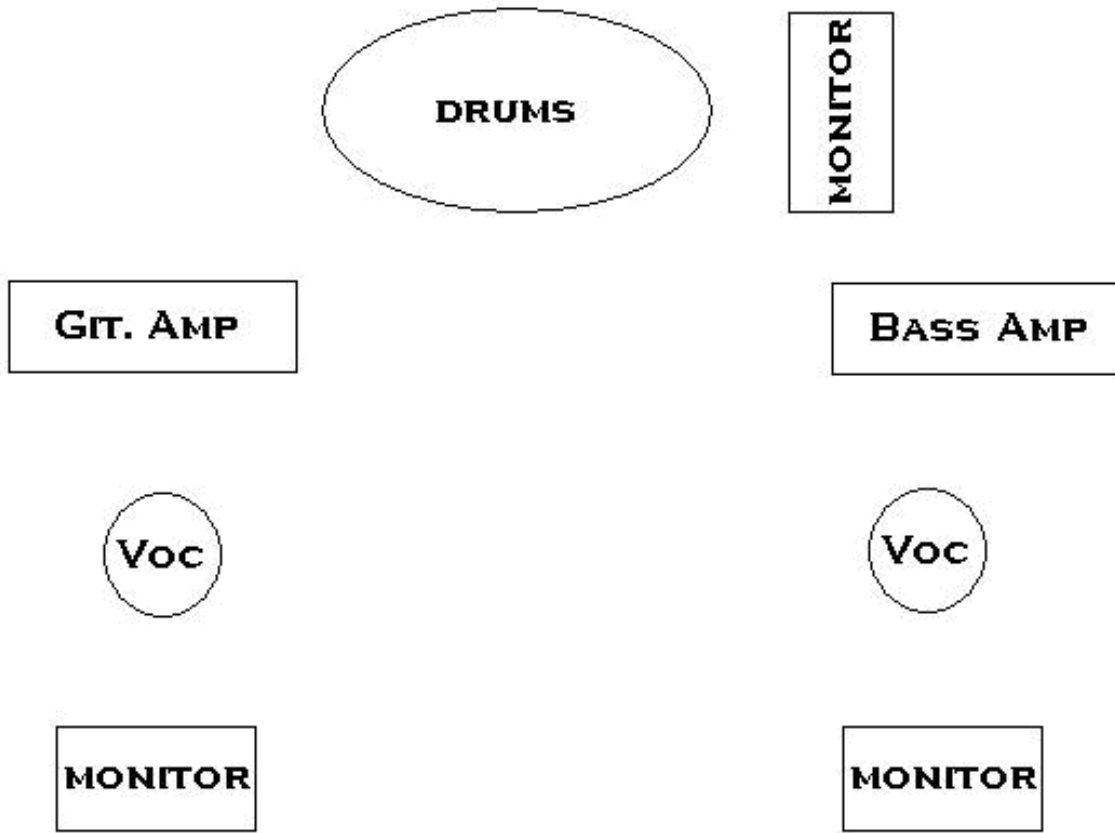 DRUMS
MONITOR
GIT. AMP
BASS AMP
VOC
VOC
MONITOR
MONITOR